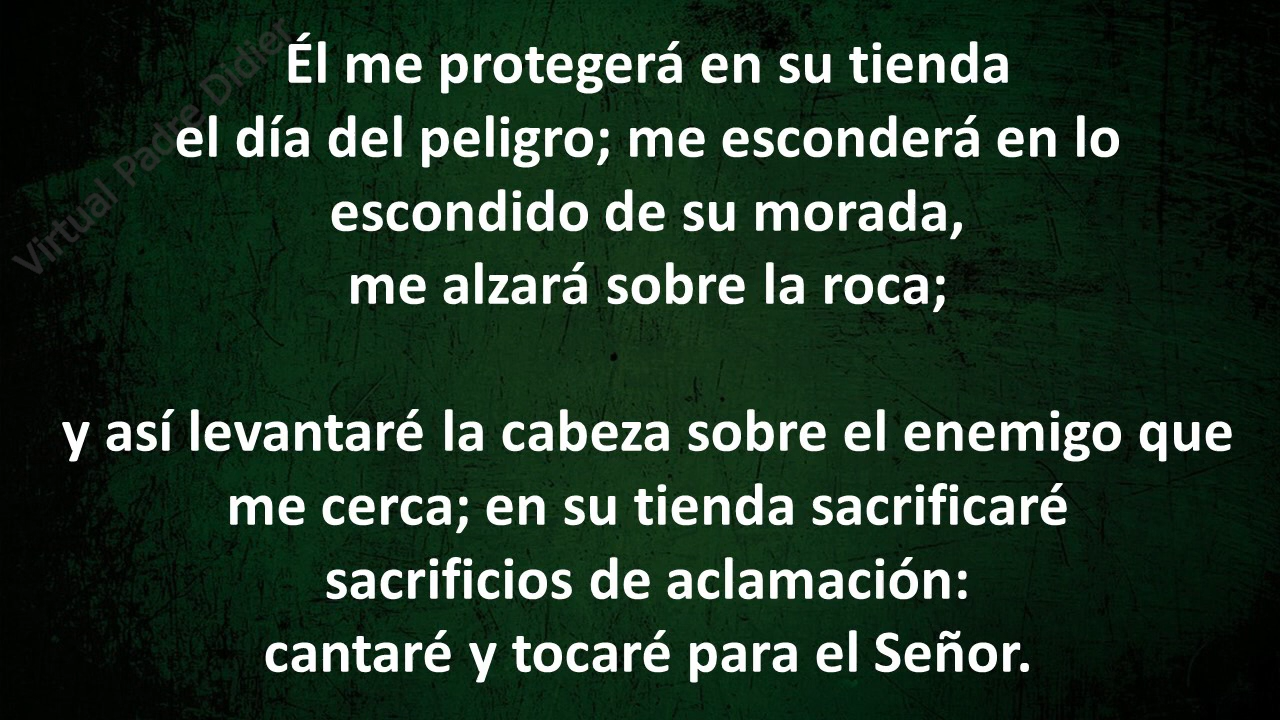 Virtual Padre Didier
Él me protegerá en su tienda
el día del peligro; me esconderá en lo
escondido de su morada,
me alzará sobre la roca;
y así levantaré la cabeza sobre el enemigo que
me cerca; en su tienda sacrificaré
sacrificios de aclamación:
cantaré y tocaré para el Señor.